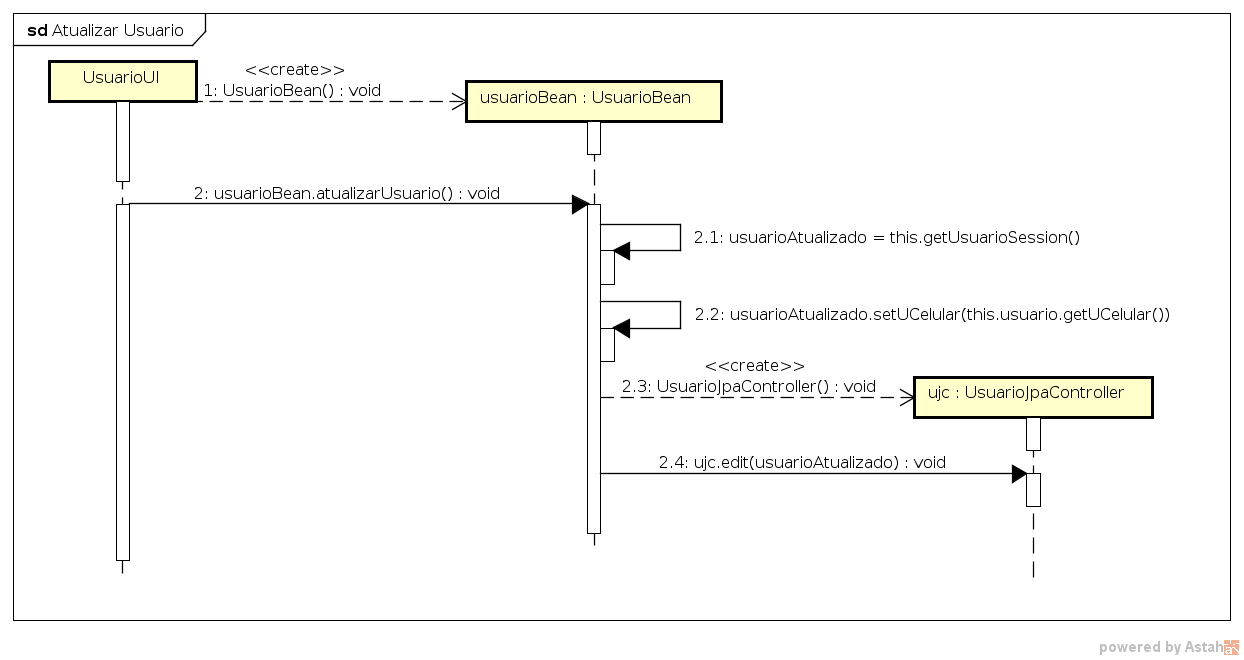 sd Atualizar Usuario
UsuarioUI
<<create>>
1: UsuarioBean() : void
usuarioBean : UsuarioBean
2: usuarioBean.atualizarUsuario() : void
2.1: usuarioAtualizado = this.getUsuarioSession()
2.2: usuarioAtualizado.setUCelular(this.usuario.getUCelular())
<<create>>
2.3: UsuarioJpaController() : void
ujc : UsuarioJpaController
2.4: ujc.edit(usuarioAtualizado) : void
powered by Astah